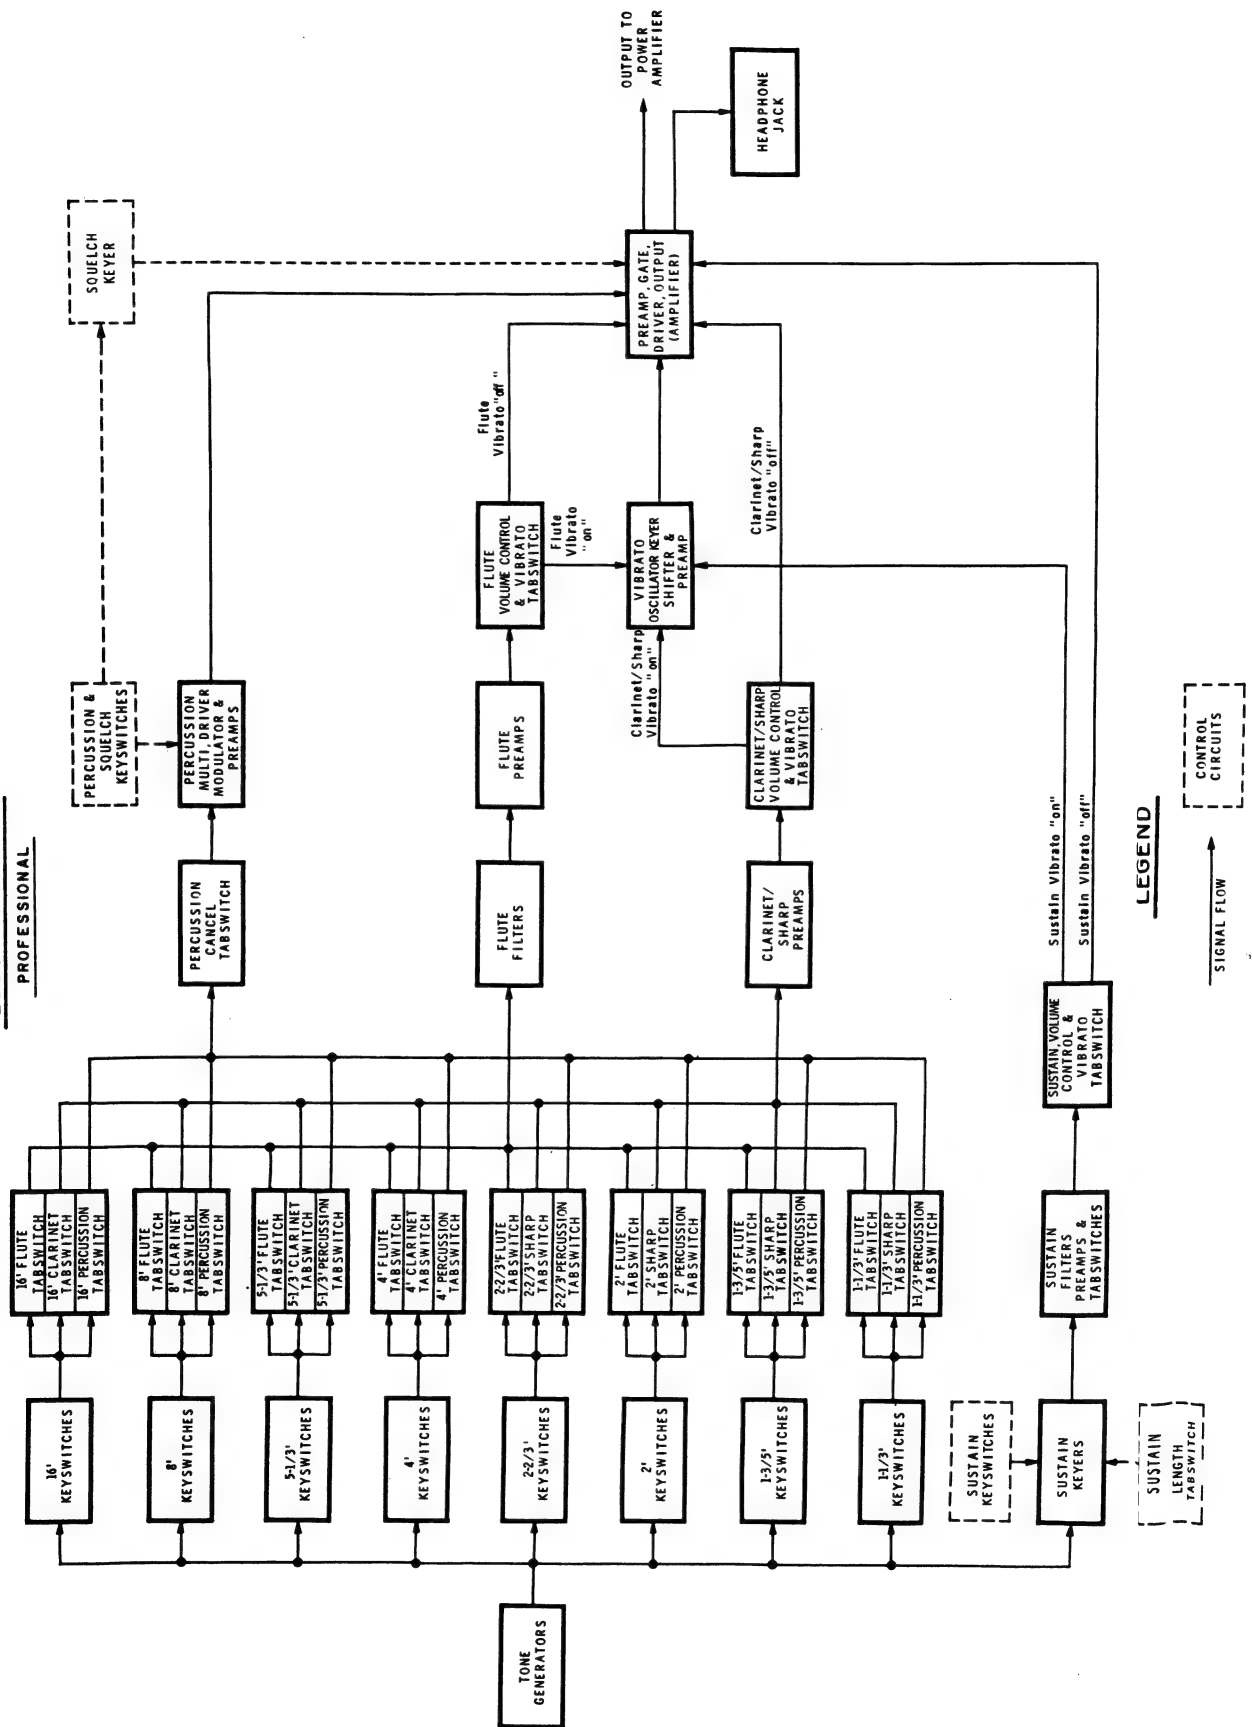 PROFESSIONAL
TONE
GENERATORS
16'
KEYSWITCHES
8'
KEYSWITCHES
5-1/3'
KEYSWITCHES
4'
KEYSWITCHES
2-2/3'
KEYSWITCHES
2'
KEYSWITCHES
1-3/5'
KEYSWITCHES
1-1/3'
KEYSWITCHES
SUSTAIN
KEYSWITCHES
SUSTAIN
KEYERS
SUSTAIN
LENGTH
TABSWITCH
16' FLUTE
TABSWITCH
16' CLARINET
TABSWITCH
16' PERCUSSION
TABSWITCH
8' FLUTE
TABSWITCH
8' CLARINET
TABSWITCH
8' PERCUSSION
TABSWITCH
5-1/3' FLUTE
TABSWITCH
5-1/3' CLARINET
TABSWITCH
5-1/3' PERCUSSION
TABSWITCH
4' FLUTE
TABSWITCH
4' CLARINET
TABSWITCH
4' PERCUSSION
TABSWITCH
2-2/3' FLUTE
TABSWITCH
2-2/3' SHARP
TABSWITCH
2-2/3' PERCUSSION
TABSWITCH
2' FLUTE
TABSWITCH
2' SHARP
TABSWITCH
2' PERCUSSION
TABSWITCH
1-3/5' FLUTE
TABSWITCH
1-3/5' SHARP
TABSWITCH
1-3/5' PERCUSSION
TABSWITCH
1-1/3' FLUTE
TABSWITCH
1-1/3' SHARP
TABSWITCH
1-1/3' PERCUSSION
TABSWITCH
SUSTAIN
FILTERS
PREAMPS &
TABSWITCHES
SUSTAIN, VOLUME
CONTROL &
VIBRATO
TABSWITCH
Sustain Vibrato "on"
Sustain Vibrato "off"
PERCUSSION
CANCEL
TABSWITCH
FLUTE
FILTERS
CLARINET/
SHARP
PREAMPS
PERCUSSION &
SQUELCH
KEYSWITCHES
PERCUSSION
MULTI, DRIVER
MODULATOR &
PREAMPS
FLUTE
PREAMPS
CLARINET/SHARP
VOLUME CONTROL
& VIBRATO
TABSWITCH
Clarinet/Sharp
Vibrato "on"
FLUTE
VOLUME CONTROL
& VIBRATO
TABSWITCH
Flute
Vibrato
"on"
VIBRATO
OSCILLATOR KEYER
SHIFTER &
PREAMP
Flute
Vibrato "off"
Clarinet/Sharp
Vibrato "off"
SQUELCH
KEYER
PREAMP, GATE,
DRIVER, OUTPUT
(AMPLIFIER)
OUTPUT TO
POWER
AMPLIFIER
HEADPHONE
JACK
LEGEND
SIGNAL FLOW
CONTROL
CIRCUITS